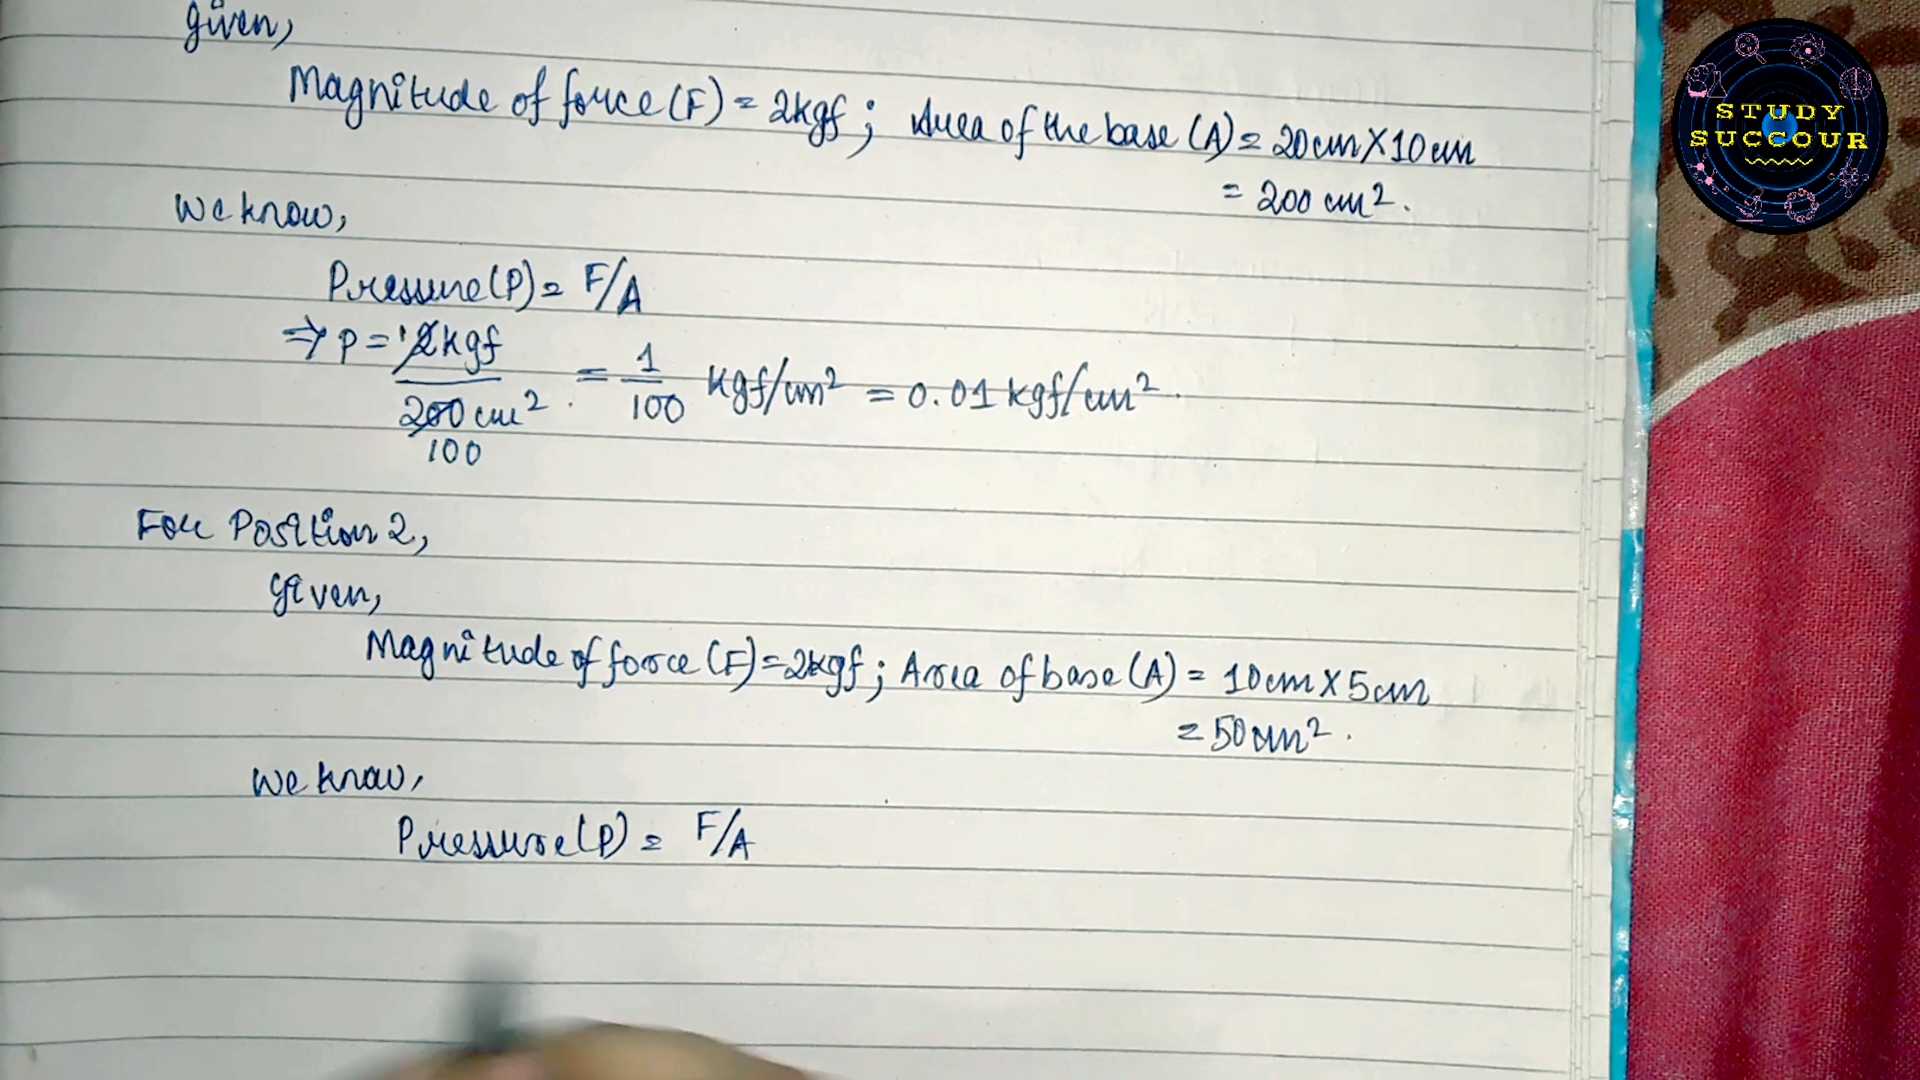 given,
Magnitude of force (F) = 2kgf ; Area of the base (A) = 20cm X 10cm
= 200 cm².
We know,
Pressure (P) = F/A
⇒ P = 1 2kgf / 200 cm² 100 = 1/100 kgf/cm² = 0.01 kgf/cm².
For Position 2,
given,
Magnitude of force (F) = 2kgf ; Area of base (A) = 10cm X 5cm
= 50cm².
We know,
Pressure (P) = F/A
STUDY
SUCCOUR